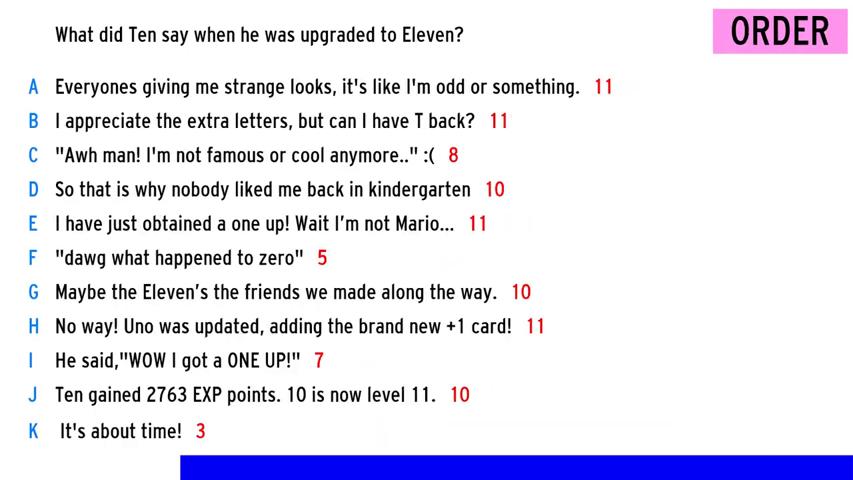 What did Ten say when he was upgraded to Eleven?
ORDER
A Everyones giving me strange looks, it's like I'm odd or something. 11
B I appreciate the extra letters, but can I have T back? 11
C "Awh man! I'm not famous or cool anymore.." :( 8
D So that is why nobody liked me back in kindergarten 10
E I have just obtained a one up! Wait I’m not Mario... 11
F "dawg what happened to zero" 5
G Maybe the Eleven’s the friends we made along the way. 10
H No way! Uno was updated, adding the brand new +1 card! 11
I He said,"WOW I got a ONE UP!" 7
J Ten gained 2763 EXP points. 10 is now level 11. 10
K It's about time! 3